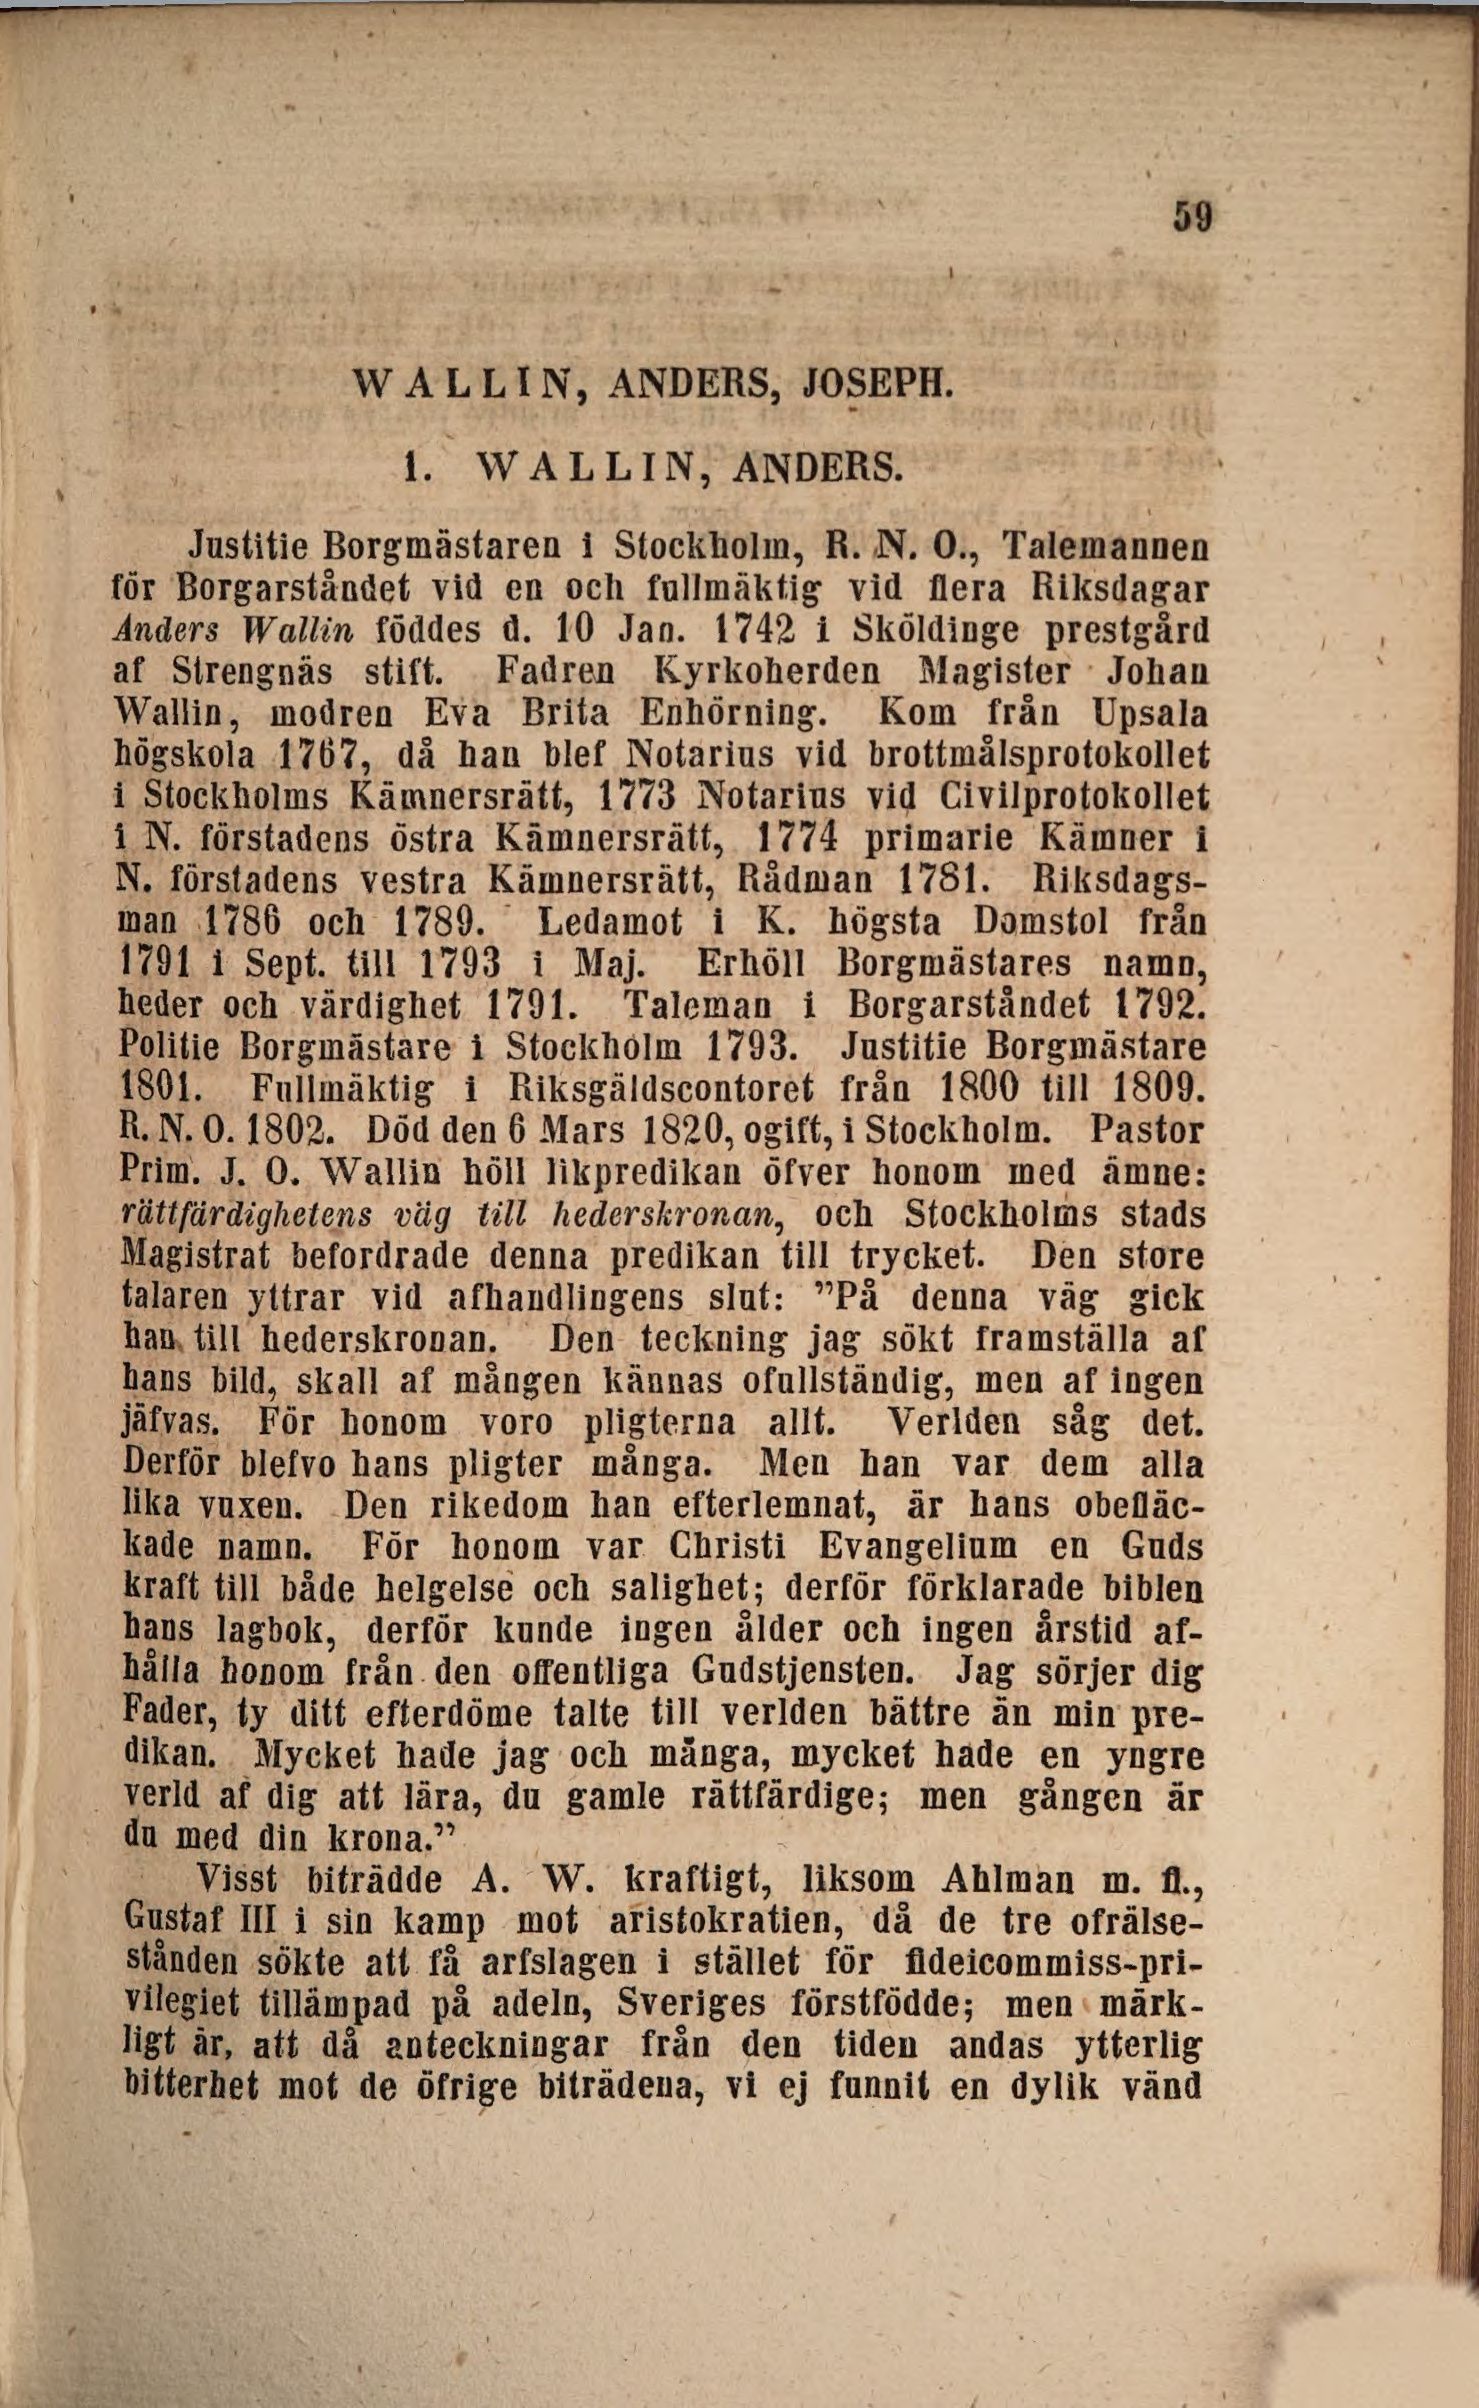 59
WALLIN, ANDERS, JOSEPH.
1. WALLIN, ANDERS.
Justitie Borgmästaren i Stockholm, R. N. O., Talemannen
för Borgarståndet vid en och fullmäktig vid flera Riksdagar
Anders Wallin föddes d. 10 Jan. 1742 i Sköldinge prestgård
af Strengnäs stift. Fadren Kyrkoherden Magister Johan
Wallin, modren Eva Brita Enhörning. Kom från Upsala
högskola 1767, då han blef Notarius vid brottmålsprotokollet
i Stockholms Kämnersrätt, 1773 Notarius vid Civilprotokollet
i N. förstadens östra Kämnersrätt, 1774 primarie Kämner i
N. förstadens vestra Kämnersrätt, Rådman 1781. Riksdags-
man 1786 och 1789. Ledamot i K. högsta Domstol från
1791 i Sept. till 1793 i Maj. Erhöll Borgmästares namn,
heder och värdighet 1791. Taleman i Borgarståndet 1792.
Politie Borgmästare i Stockholm 1793. Justitie Borgmästare
1801. Fullmäktig i Riksgäldscontoret från 1800 till 1809.
R. N. O. 1802. Död den 6 Mars 1820, ogift, i Stockholm. Pastor
Prim. J. O. Wallin höll likpredikan öfver honom med ämne:
rättfärdighetens väg till hederskronan, och Stockholms stads
Magistrat befordrade denna predikan till trycket. Den store
talaren yttrar vid afhandlingens slut: ”På denna väg gick
han till hederskronan. Den teckning jag sökt framställa af
hans bild, skall af mången kännas ofullständig, men af ingen
jäfvas. För honom voro pligterna allt. Verlden såg det.
Derför blefvo hans pligter många. Men han var dem alla
lika vuxen. Den rikedom han efterlemnat, är hans obefläc-
kade namn. För honom var Christi Evangelium en Guds
kraft till både helgelse och salighet; derför förklarade biblen
hans lagbok, derför kunde ingen ålder och ingen årstid af-
hålla honom från den offentliga Gudstjensten. Jag sörjer dig
Fader, ty ditt efterdöme talte till verlden bättre än min pre-
dikan. Mycket hade jag och många, mycket hade en yngre
verld af dig att lära, du gamle rättfärdige; men gången är
du med din krona.”
Visst biträdde A. W. kraftigt, liksom Ahlman m. fl.,
Gustaf III i sin kamp mot aristokratien, då de tre ofrälse-
stånden sökte att få arfslagen i stället för fideicommiss-pri-
vilegiet tillämpad på adeln, Sveriges förstfödde; men märk-
ligt är, att då anteckningar från den tiden andas ytterlig
bitterhet mot de öfrige biträdena, vi ej funnit en dylik vänd